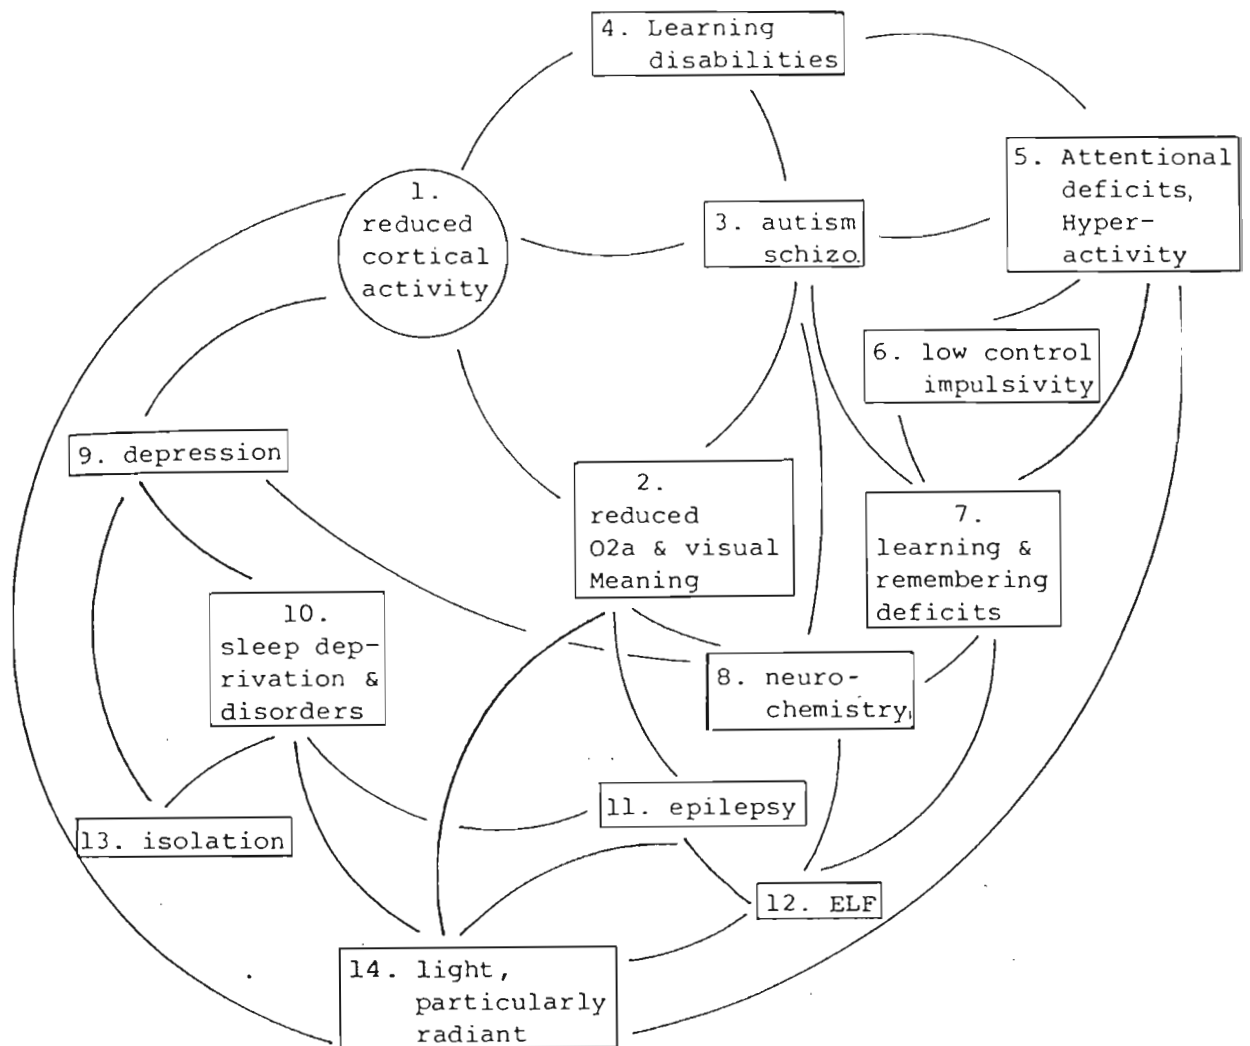 4. Learning
disabilities
5. Attentional
deficits,
Hyper-
activity
1.
reduced
cortical
activity
3. autism
schizo.
6. low control
impulsivity
9. depression
2.
reduced
O2a & visual
Meaning
7.
learning &
remembering
deficits
10.
sleep dep-
rivation &
disorders
8. neuro-
chemistry
11. epilepsy
13. isolation
12. ELF
14. light,
particularly
radiant